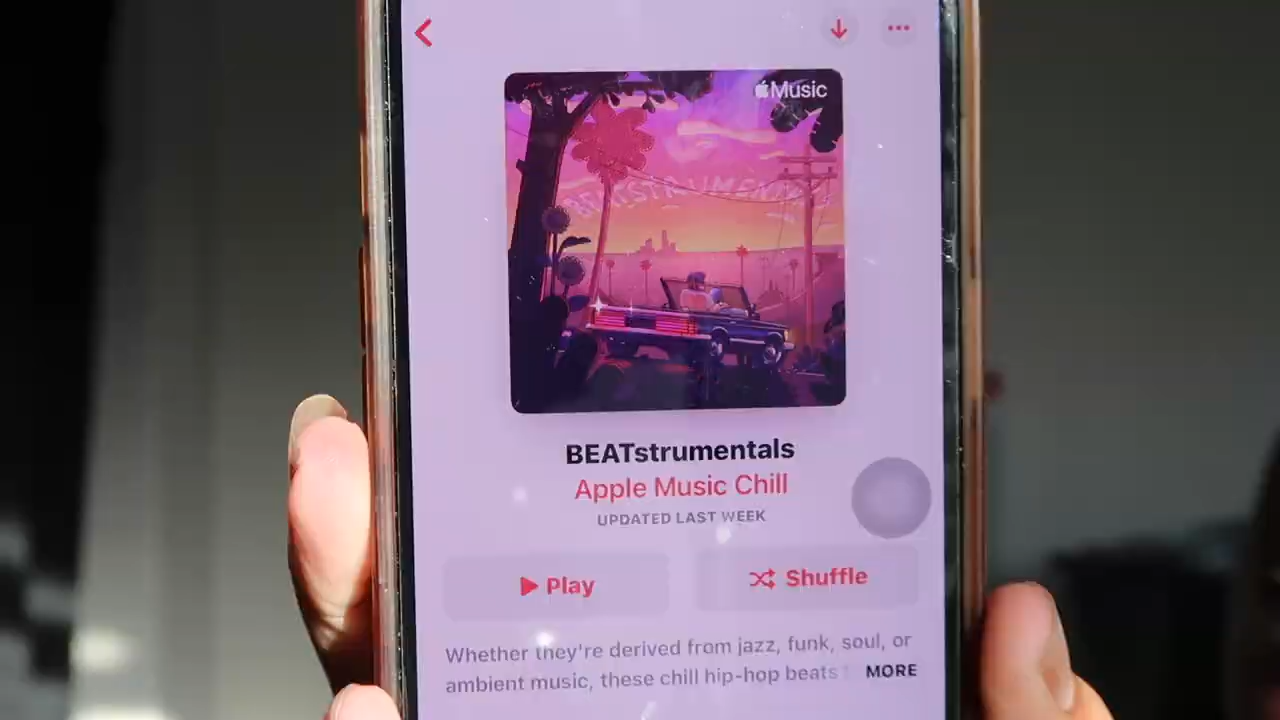 Music
BEATSTRUMENTALS
BEATstrumentals
Apple Music Chill
UPDATED LAST WEEK
Play
Shuffle
Whether they're derived from jazz, funk, soul, or
ambient music, these chill hip-hop beats MORE